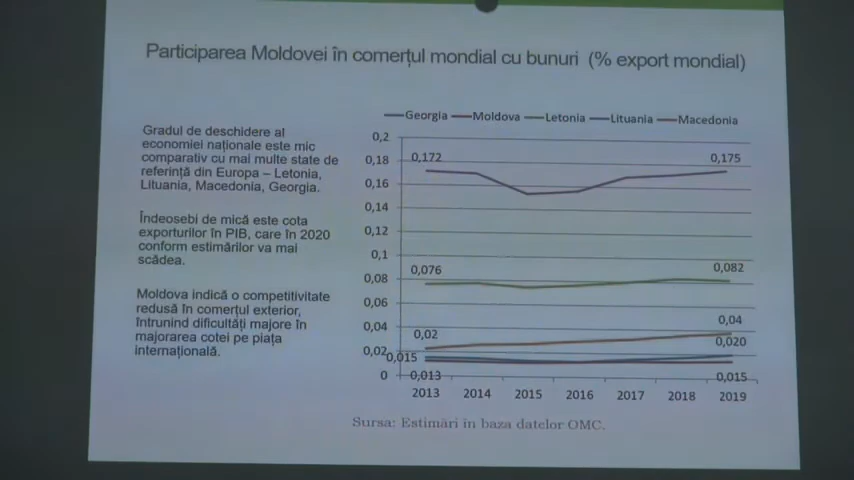 Participarea Moldovei în comerțul mondial cu bunuri (% export mondial)
Gradul de deschidere al
economiei naționale este mic
comparativ cu mai multe state de
referință din Europa – Letonia,
Lituania, Macedonia, Georgia.
Îndeosebi de mică este cota
exporturilor în PIB, care în 2020
conform estimărilor va mai
scădea.
Moldova indică o competitivitate
redusă în comerțul exterior,
întrunind dificultăți majore în
majorarea cotei pe piața
internațională.
Georgia Moldova Letonia Lituania Macedonia
0,2
0,18
0,16
0,14
0,12
0,1
0,08
0,06
0,04
0,02
0
0,172
0,175
0,076
0,082
0,02
0,04
0,015
0,020
0,013
0,015
2013 2014 2015 2016 2017 2018 2019
Sursa: Estimări în baza datelor OMC.